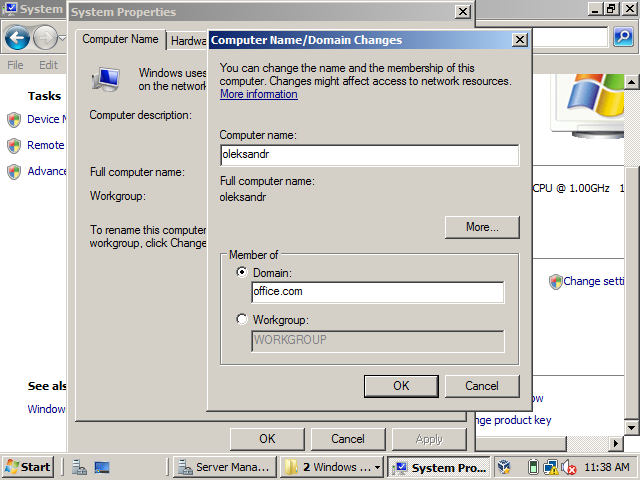 System
System Properties
File
Edit
Computer Name
Hardw
Computer Name/Domain Changes
Tasks
Device M
Remote
Advance
Windows uses
on the network
Computer description:
Full computer name:
Workgroup:
To rename this computer
workgroup, click Change
You can change the name and the membership of this
computer. Changes might affect access to network resources.
More information
Computer name:
oleksandr
Full computer name:
oleksandr
More...
Member of
Domain:
office.com
Workgroup:
WORKGROUP
OK
Cancel
CPU @ 1.00GHz 1
Change setti
ow
nge product key
See als
Windows
OK
Cancel
Apply
Start
Server Mana...
2 Windows ...
System Pro...
11:38 AM